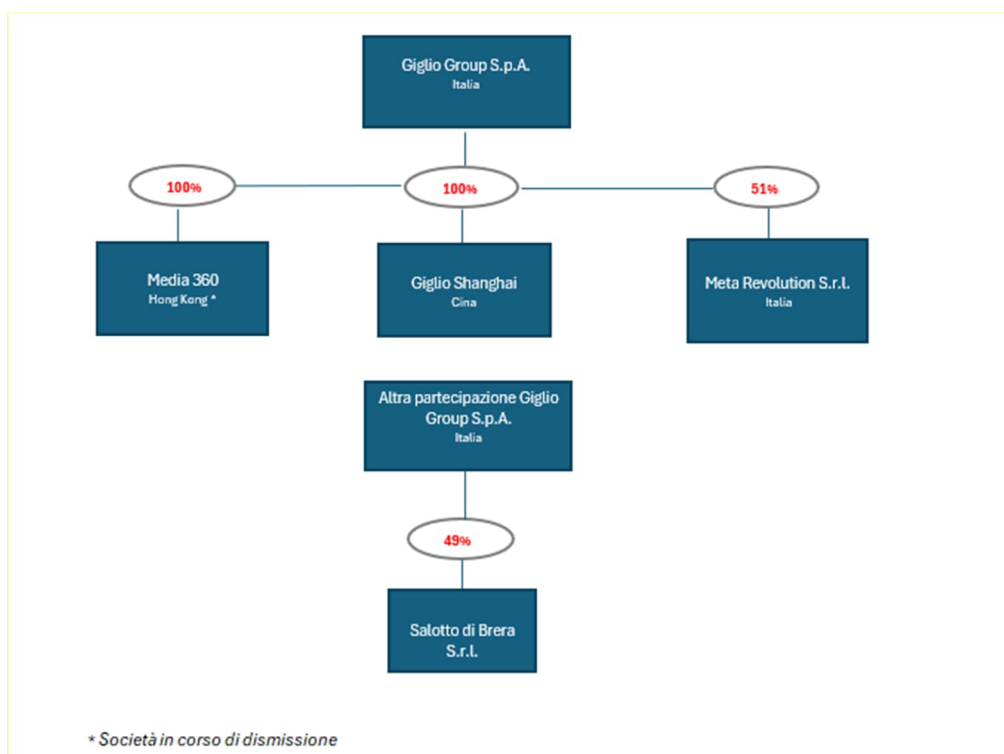 Giglio Group S.p.A.
Italia
100%
100%
51%
Media 360
Hong Kong *
Giglio Shanghai
Cina
Meta Revolution S.r.l.
Italia
Altra partecipazione Giglio
Group S.p.A.
Italia
49%
Salotto di Brera
S.r.l.
* Società in corso di dismissione